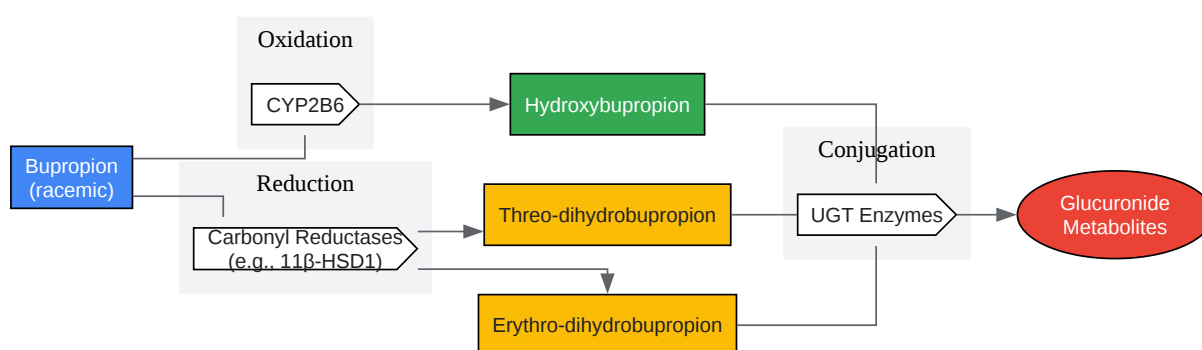 Oxidation
CYP2B6
Hydroxybupropion
Bupropion
(racemic)
Reduction
Carbonyl Reductases
(e.g., 11β-HSD1)
Threo-dihydrobupropion
Erythro-dihydrobupropion
Conjugation
UGT Enzymes
Glucuronide
Metabolites